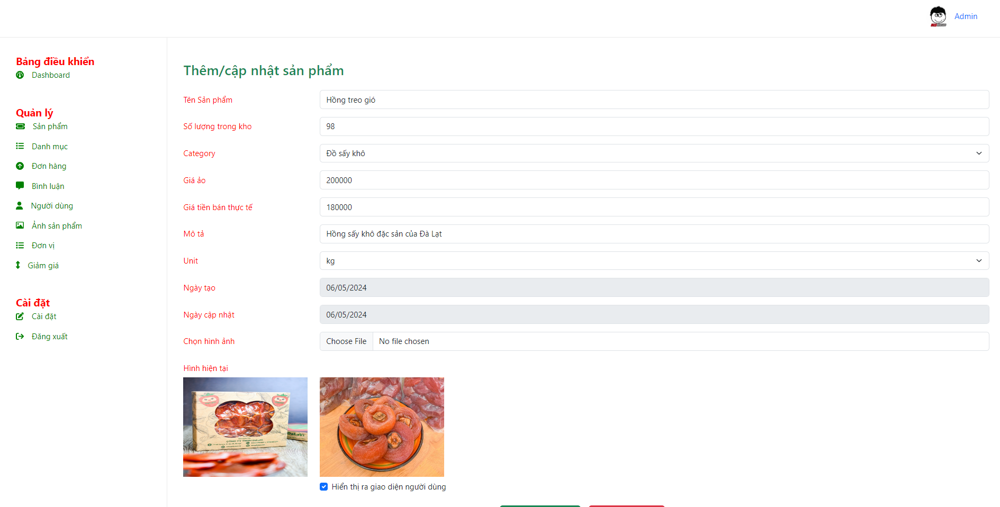 Admin
Bảng điều khiển
Dashboard
Quản lý
Sản phẩm
Danh mục
Đơn hàng
Bình luận
Người dùng
Ảnh sản phẩm
Đơn vị
Giảm giá
Cài đặt
Cài đặt
Đăng xuất
Thêm/cập nhật sản phẩm
Tên Sản phẩm Hồng treo gió
Số lượng trong kho 98
Category Đồ sấy khô
Giá ảo 200000
Giá tiền bán thực tế 180000
Mô tả Hồng sấy khô đặc sản của Đà Lạt
Unit kg
Ngày tạo 06/05/2024
Ngày cập nhật 06/05/2024
Chọn hình ảnh Choose File No file chosen
Hình hiện tại
CÔNG TY TNHH DaLaVi
DaLaVi
Hiển thị ra giao diện người dùng